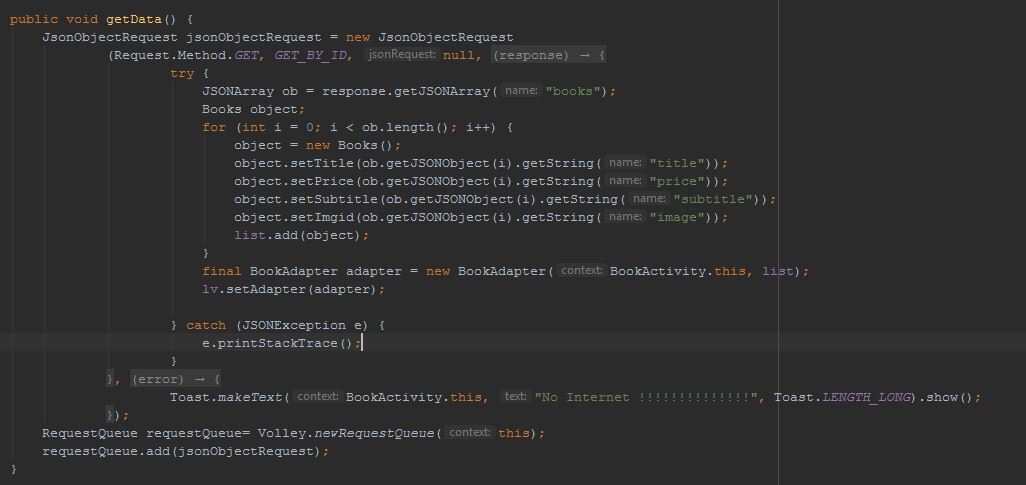 public void getData() {
JsonObjectRequest jsonObjectRequest = new JsonObjectRequest
(Request.Method.GET, GET_BY_ID, jsonRequest: null, (response) → {
try {
JSONArray ob = response.getJSONArray( name: "books");
Books object;
for (int i = 0; i < ob.length(); i++) {
object = new Books();
object.setTitle(ob.getJSONObject(i).getString( name: "title"));
object.setPrice(ob.getJSONObject(i).getString( name: "price"));
object.setSubtitle(ob.getJSONObject(i).getString( name: "subtitle"));
object.setImgid(ob.getJSONObject(i).getString( name: "image"));
list.add(object);
}
final BookAdapter adapter = new BookAdapter( context: BookActivity.this, list);
lv.setAdapter(adapter);
} catch (JSONException e) {
e.printStackTrace();
}
}, (error) → {
Toast.makeText( context: BookActivity.this, text: "No Internet !!!!!!!!!!!!!!", Toast.LENGTH_LONG).show();
});
RequestQueue requestQueue= Volley.newRequestQueue( context: this);
requestQueue.add(jsonObjectRequest);
}